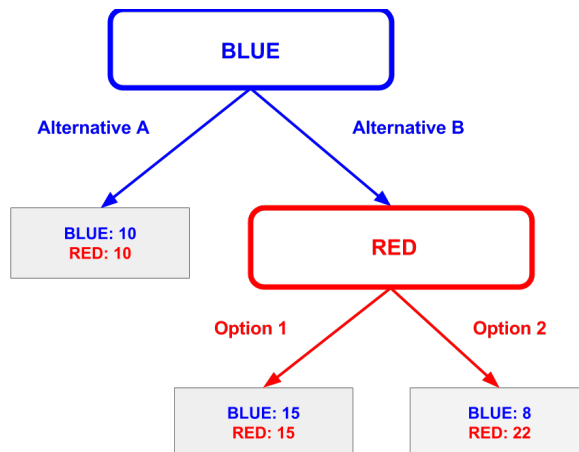 BLUE
Alternative A
Alternative B
BLUE: 10
RED: 10
RED
Option 1
Option 2
BLUE: 15
RED: 15
BLUE: 8
RED: 22